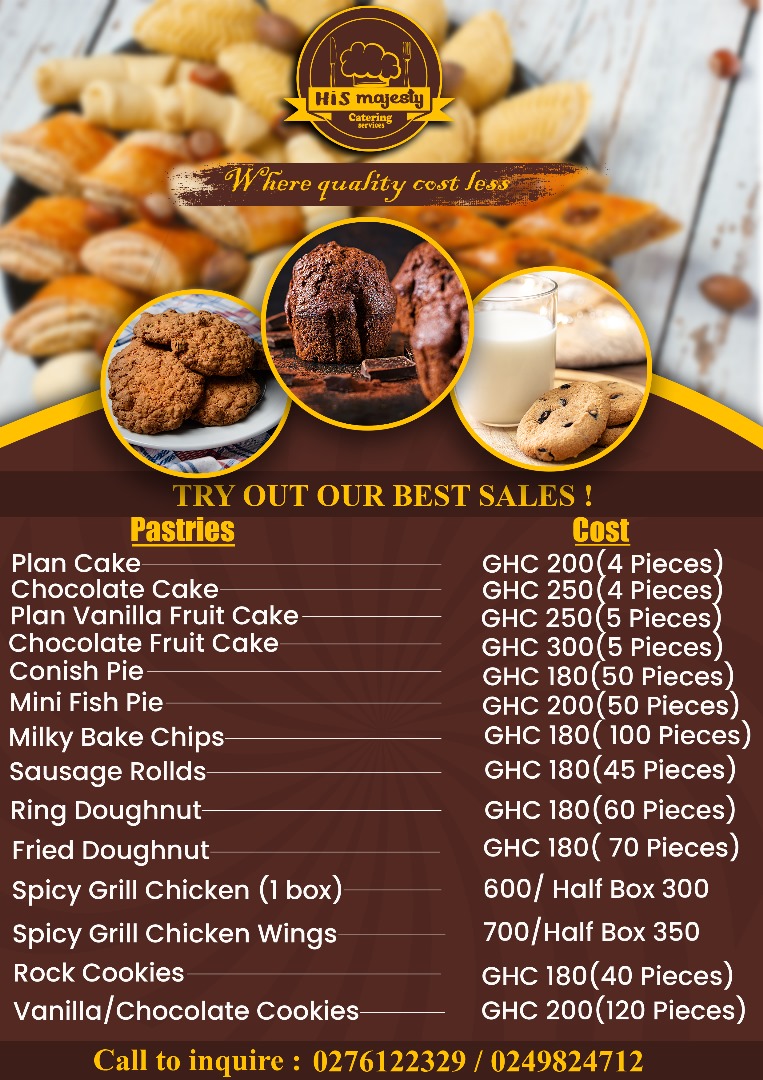 HiS majesty
Catering
services
Where quality cost less
TRY OUT OUR BEST SALES !
Pastries Cost
Plan Cake GHC 200(4 Pieces)
Chocolate Cake GHC 250(4 Pieces)
Plan Vanilla Fruit Cake GHC 250(5 Pieces)
Chocolate Fruit Cake GHC 300(5 Pieces)
Conish Pie GHC 180(50 Pieces)
Mini Fish Pie GHC 200(50 Pieces)
Milky Bake Chips GHC 180( 100 Pieces)
Sausage Rollds GHC 180(45 Pieces)
Ring Doughnut GHC 180(60 Pieces)
Fried Doughnut GHC 180( 70 Pieces)
Spicy Grill Chicken (1 box) 600/ Half Box 300
Spicy Grill Chicken Wings 700/Half Box 350
Rock Cookies GHC 180(40 Pieces)
Vanilla/Chocolate Cookies GHC 200(120 Pieces)
Call to inquire : 0276122329 / 0249824712